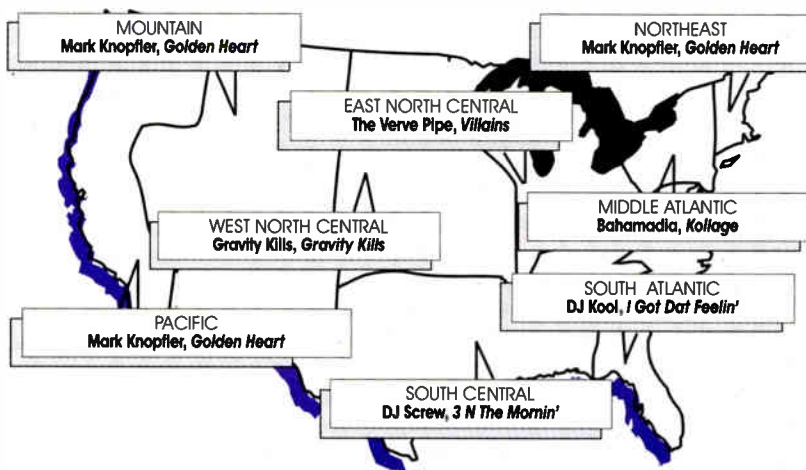 MOUNTAIN
Mark Knopfler, Golden Heart
NORTHEAST
Mark Knopfler, Golden Heart
EAST NORTH CENTRAL
The Verve Pipe, Villains
WEST NORTH CENTRAL
Gravity Kills, Gravity Kills
MIDDLE ATLANTIC
Bahamadia, Kollage
SOUTH ATLANTIC
DJ Kool, I Got Dat Feelin'
PACIFIC
Mark Knopfler, Golden Heart
SOUTH CENTRAL
DJ Screw, 3 N The Mornin'